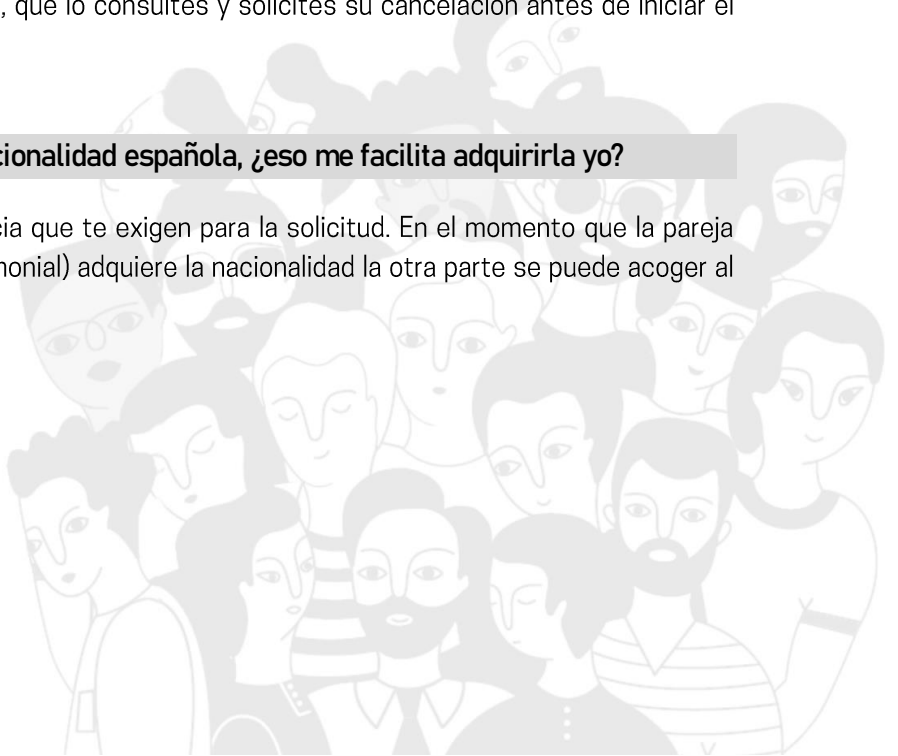 , que lo consultes y solicites su cancelación antes de iniciar el
cionalidad española, ¿eso me facilita adquirirla yo?
cia que te exigen para la solicitud. En el momento que la pareja
monial) adquiere la nacionalidad la otra parte se puede acoger al